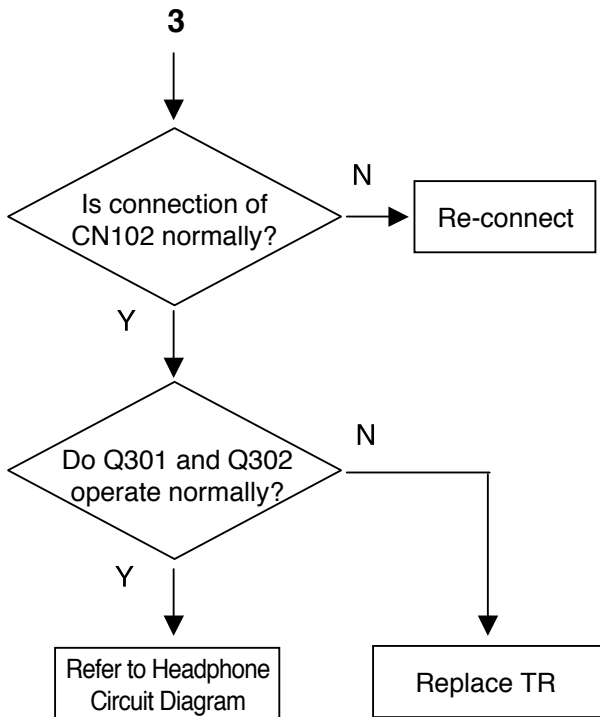 3
Is connection of
CN102 normally?
N
Re-connect
Y
Do Q301 and Q302
operate normally?
N
Y
Refer to Headphone
Circuit Diagram
Replace TR